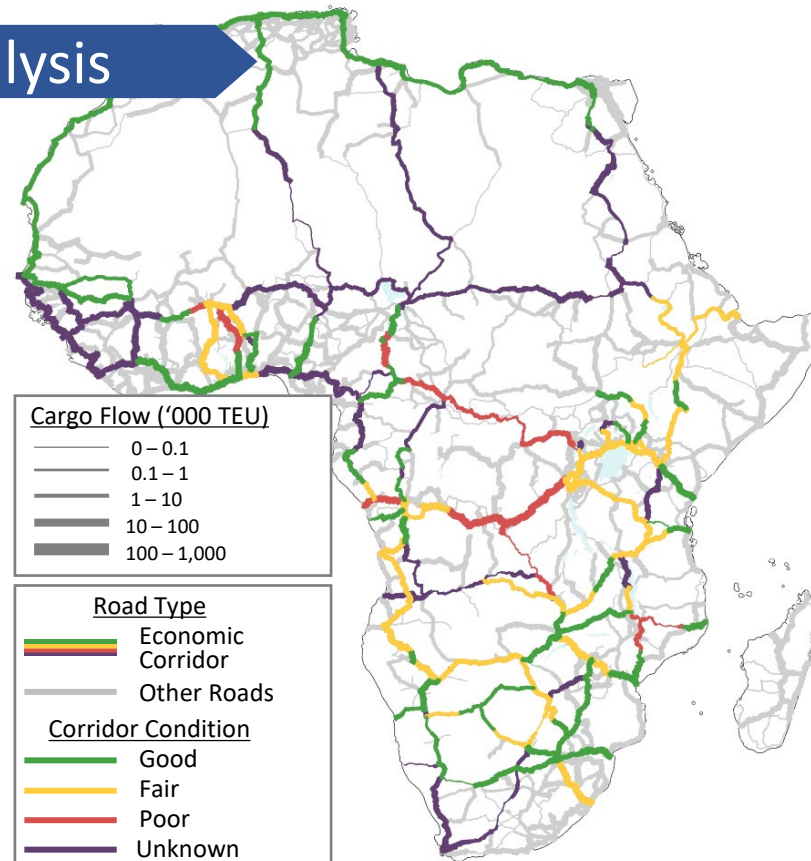 lysis
Cargo Flow (‘000 TEU)
0 – 0.1
0.1 – 1
1 – 10
10 – 100
100 – 1,000
Road Type
Economic
Corridor
Other Roads
Corridor Condition
Good
Fair
Poor
Unknown